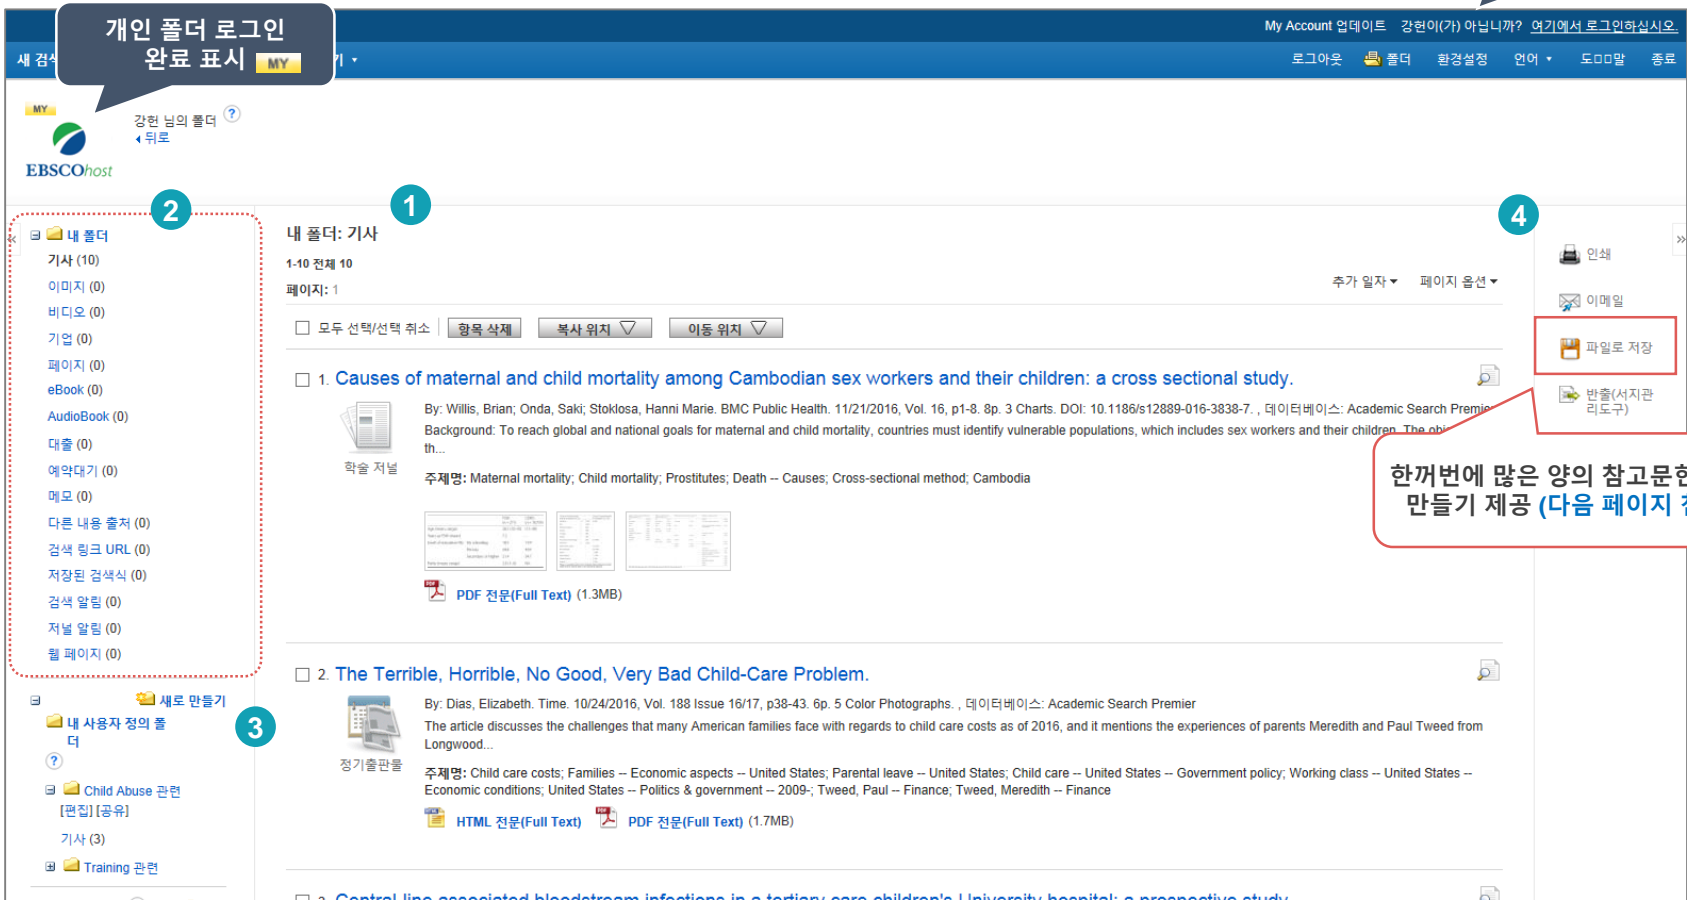 개인 폴더 로그인
완료 표시 MY
My Account 업데이트 강헌이(가) 아닙니까? 여기에서 로그인하십시오.
새 검색 기
로그아웃 폴더 환경설정 언어 도□□말 종료
MY
강헌 님의 폴더 ?
뒤로
EBSCOhost
2
1
4
내 폴더
기사 (10)
이미지 (0)
비디오 (0)
기업 (0)
페이지 (0)
eBook (0)
AudioBook (0)
대출 (0)
예약대기 (0)
메모 (0)
다른 내용 출처 (0)
검색 링크 URL (0)
저장된 검색식 (0)
검색 알림 (0)
저널 알림 (0)
웹 페이지 (0)
새로 만들기
내 사용자 정의 폴
더
?
3
Child Abuse 관련
[편집] [공유]
기사 (3)
Training 관련
내 폴더: 기사
1-10 전체 10
페이지: 1
추가 일자 페이지 옵션
모두 선택/선택 취소 항목 삭제 복사 위치 이동 위치
1. Causes of maternal and child mortality among Cambodian sex workers and their children: a cross sectional study.
By: Willis, Brian; Onda, Saki; Stoklosa, Hanni Marie. BMC Public Health. 11/21/2016, Vol. 16, p1-8. 8p. 3 Charts. DOI: 10.1186/s12889-016-3838-7. , 데이터베이스: Academic Search Premie
Background: To reach global and national goals for maternal and child mortality, countries must identify vulnerable populations, which includes sex workers and their children. The obj
th...
학술 저널
주제명: Maternal mortality; Child mortality; Prostitutes; Death -- Causes; Cross-sectional method; Cambodia
PDF 전문(Full Text) (1.3MB)
2. The Terrible, Horrible, No Good, Very Bad Child-Care Problem.
By: Dias, Elizabeth. Time. 10/24/2016, Vol. 188 Issue 16/17, p38-43. 6p. 5 Color Photographs. , 데이터베이스: Academic Search Premier
The article discusses the challenges that many American families face with regards to child care costs as of 2016, and it mentions the experiences of parents Meredith and Paul Tweed from
Longwood...
정기출판물
주제명: Child care costs; Families -- Economic aspects -- United States; Parental leave -- United States; Child care -- United States -- Government policy; Working class -- United States --
Economic conditions; United States -- Politics & government -- 2009-; Tweed, Paul -- Finance; Tweed, Meredith -- Finance
HTML 전문(Full Text) PDF 전문(Full Text) (1.7MB)
3. Central line associated bloodstream infections in a tertiary care children's University hospital: a prospective study.
인쇄
이메일
파일로 저장
반출(서지관
리도구)
한꺼번에 많은 양의 참고문헌
만들기 제공 (다음 페이지